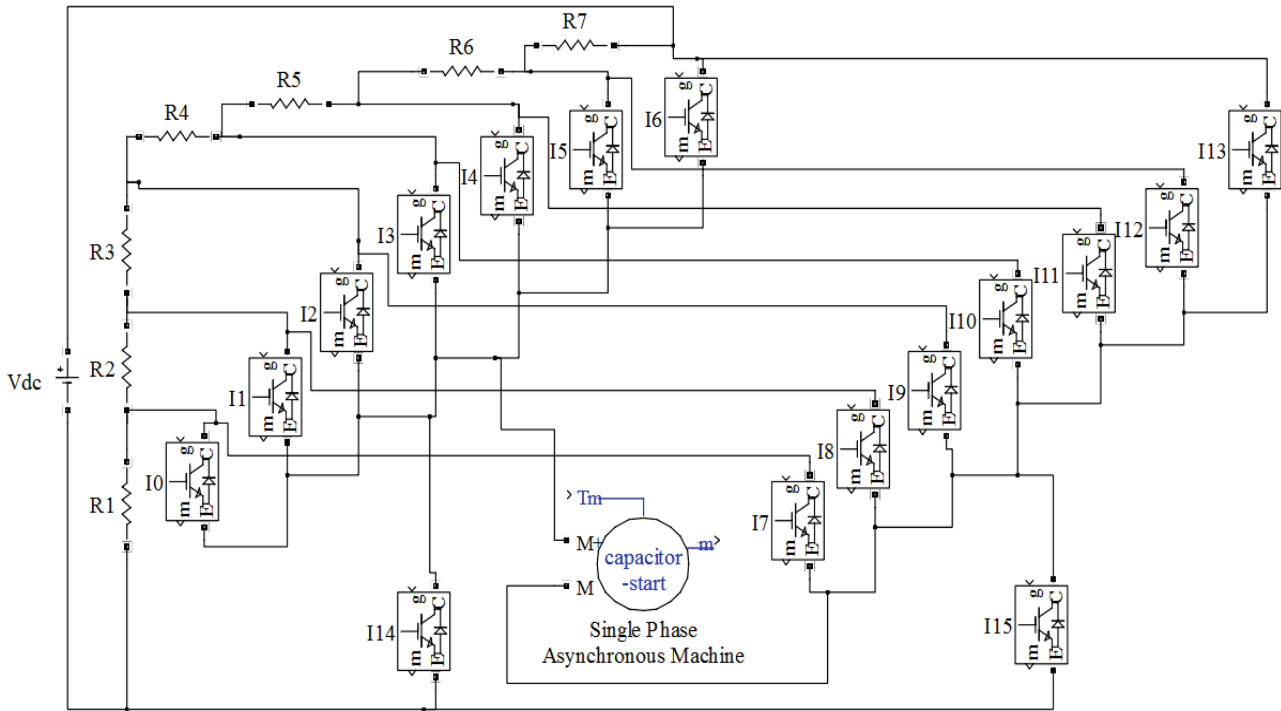 R7
R6
R5
R4
R3
R2
R1
Vdc
+
g C m E I6
g C m E I5
g C m E I4
g C m E I3
g C m E I2
g C m E I1
g C m E I0
g C m E I13
g C m E I12
g C m E I11
g C m E I10
g C m E I9
g C m E I8
g C m E I7
g C m E I14
g C m E I15
Tm
M+
m
M
capacitor
-start
Single Phase
Asynchronous Machine